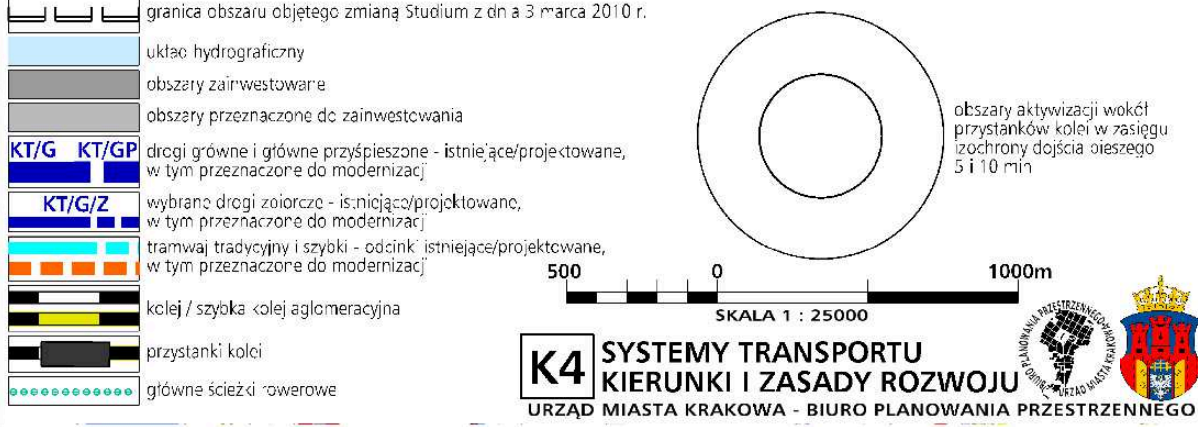 granica obszaru objętego zmianą Studium z dnia 3 marca 2010 r.
układ hydrograficzny
obszary zainwestowane
obszary przeznaczone do zainwestowania
KT/G KT/GP
drogi główne i główne przyśpieszone - istniejące/projektowane,
w tym przeznaczone do modernizacji
KT/G/Z
wybrane drogi zbiorcze - istniejące/projektowane,
w tym przeznaczone do modernizacji
tramwaj tradycyjny i szybki - odcinki istniejące/projektowane,
w tym przeznaczone do modernizacji
kolej / szybka kolej aglomeracyjna
przystanki kolei
główne ścieżki rowerowe
obszary aktywizacji wokół
przystanków kolei w zasięgu
izochrony dojścia pieszego
5 i 10 min
500 0 1000m
SKALA 1 : 25000
K4
SYSTEMY TRANSPORTU
KIERUNKI I ZASADY ROZWOJU
URZĄD MIASTA KRAKOWA - BIURO PLANOWANIA PRZESTRZENNEGO